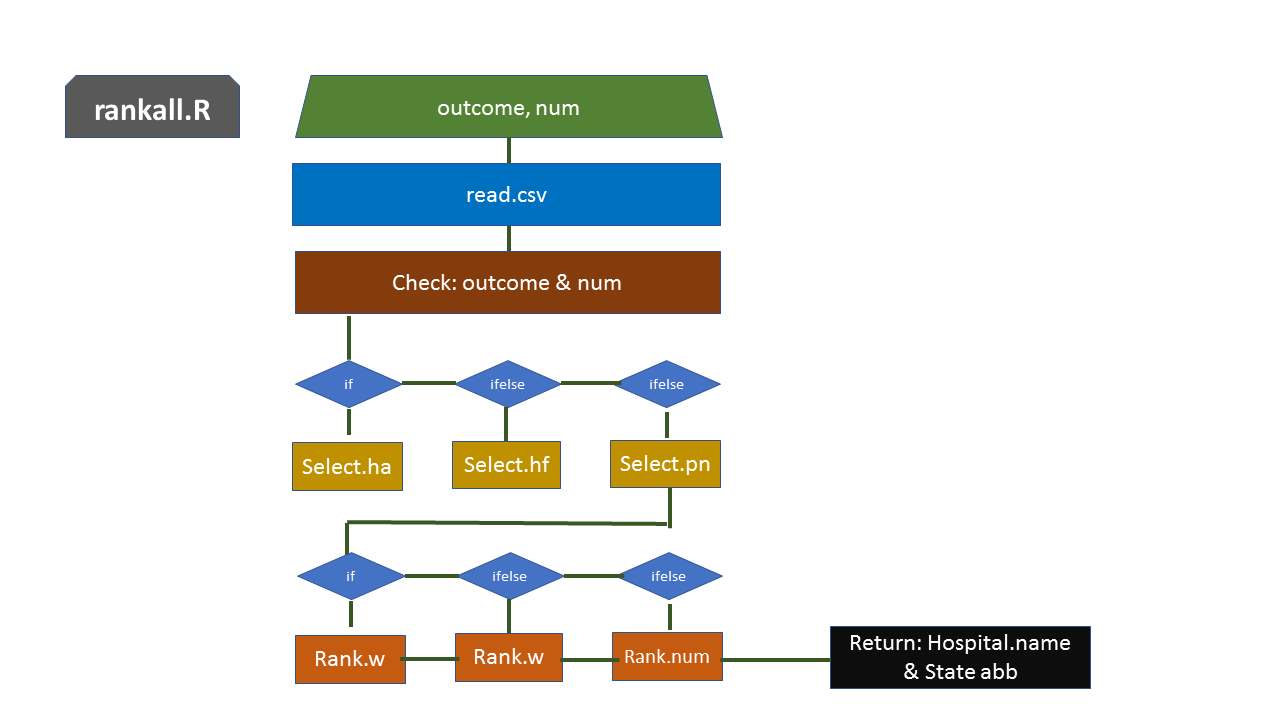 rankall.R
outcome, num
read.csv
Check: outcome & num
if
ifelse
ifelse
Select.ha
Select.hf
Select.pn
if
ifelse
ifelse
Rank.w
Rank.w
Rank.num
Return: Hospital.name
& State abb